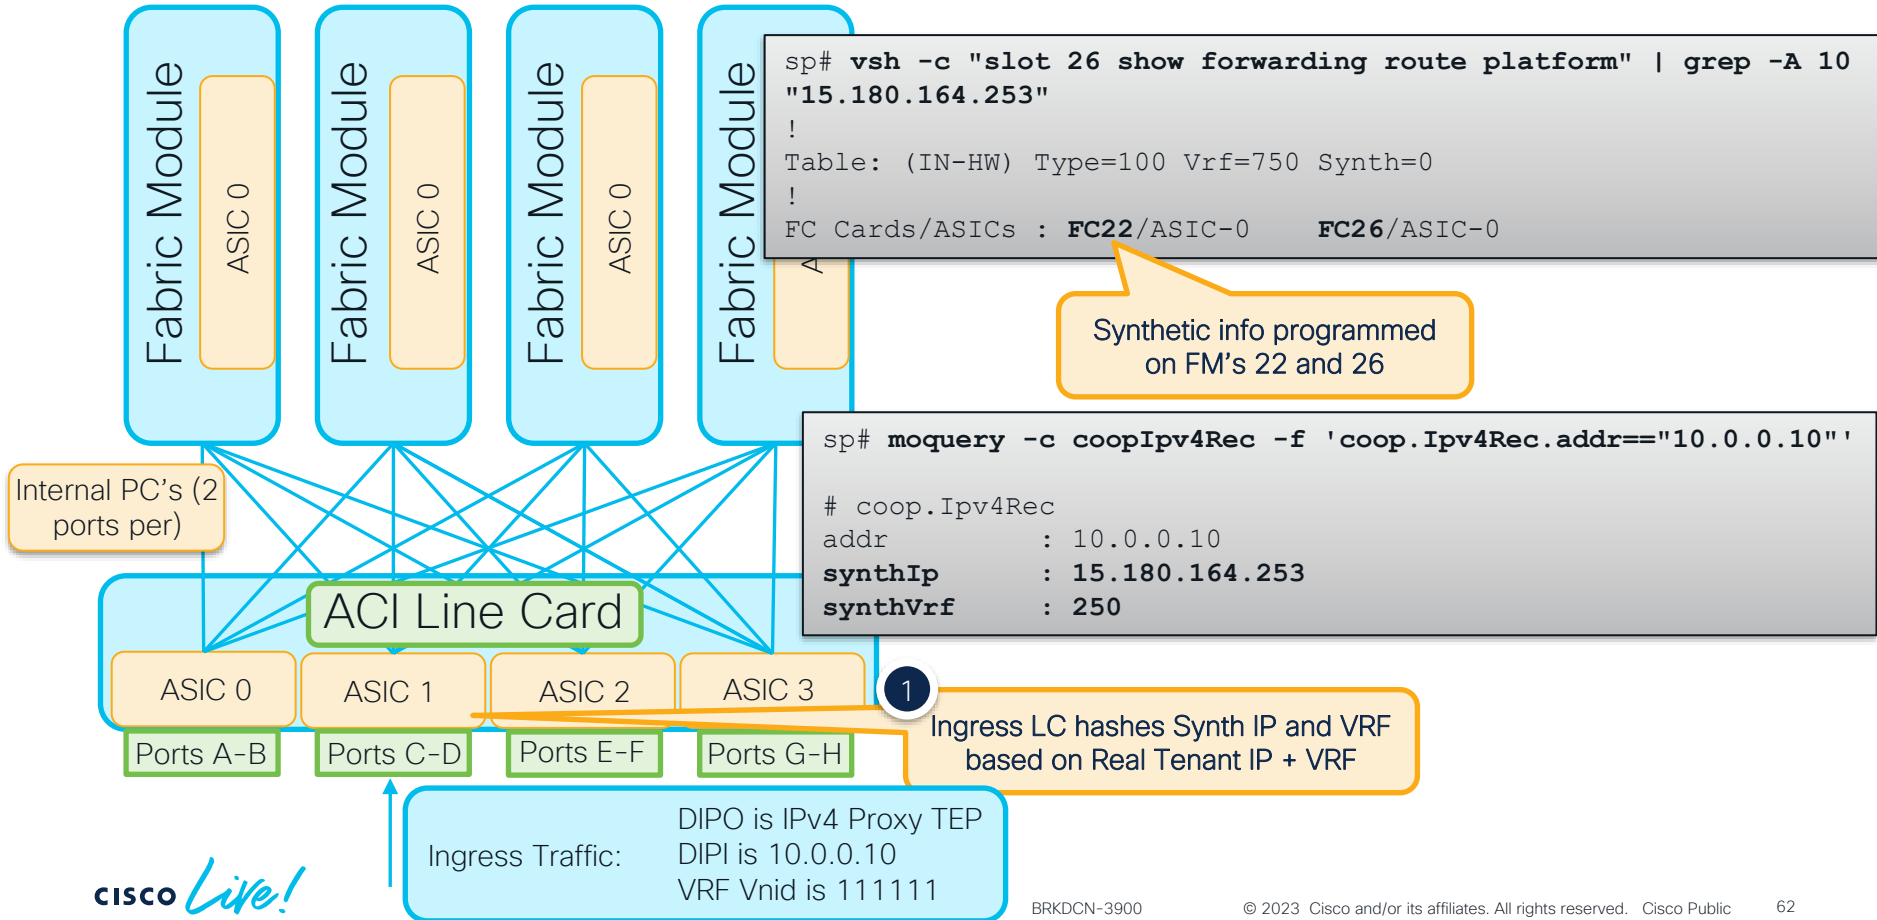 Fabric Module
ASIC 0
Fabric Module
ASIC 0
Fabric Module
ASIC 0
Fabric Module
sp# vsh -c "slot 26 show forwarding route platform" | grep -A 10
"15.180.164.253"
!
Table: (IN-HW) Type=100 Vrf=750 Synth=0
!
FC Cards/ASICs : FC22/ASIC-0    FC26/ASIC-0
Synthetic info programmed
on FM's 22 and 26
sp# moquery -c coopIpv4Rec -f 'coop.Ipv4Rec.addr=="10.0.0.10"'
# coop.Ipv4Rec
addr : 10.0.0.10
synthIp : 15.180.164.253
synthVrf : 250
Internal PC's (2
ports per)
ACI Line Card
ASIC 0
ASIC 1
ASIC 2
ASIC 3
1
Ingress LC hashes Synth IP and VRF
based on Real Tenant IP + VRF
Ports A-B
Ports C-D
Ports E-F
Ports G-H
Ingress Traffic:
DIPO is IPv4 Proxy TEP
DIPI is 10.0.0.10
VRF Vnid is 111111
CISCO Live!
BRKDCN-3900
© 2023 Cisco and/or its affiliates. All rights reserved. Cisco Public
62